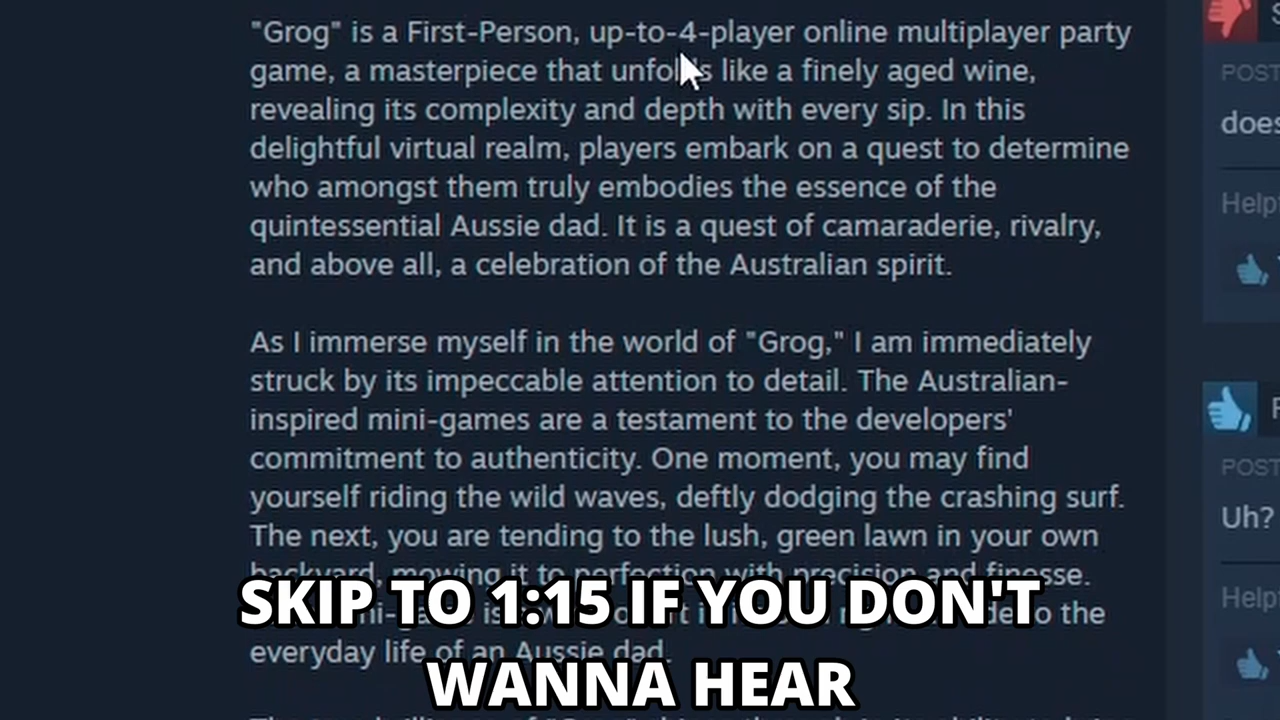 "Grog" is a First-Person, up-to-4-player online multiplayer party
game, a masterpiece that unfolds like a finely aged wine,
revealing its complexity and depth with every sip. In this
delightful virtual realm, players embark on a quest to determine
who amongst them truly embodies the essence of the
quintessential Aussie dad. It is a quest of camaraderie, rivalry,
and above all, a celebration of the Australian spirit.
As I immerse myself in the world of "Grog," I am immediately
struck by its impeccable attention to detail. The Australian-
inspired mini-games are a testament to the developers'
commitment to authenticity. One moment, you may find
yourself riding the wild waves, deftly dodging the crashing surf.
The next, you are tending to the lush, green lawn in your own
backyard, mowing it to perfection with precision and finesse.
to the
everyday life of an Aussie dad.
SKIP TO 1:15 IF YOU DON'T
WANNA HEAR
POST
does
Help
POST
Uh?
Help